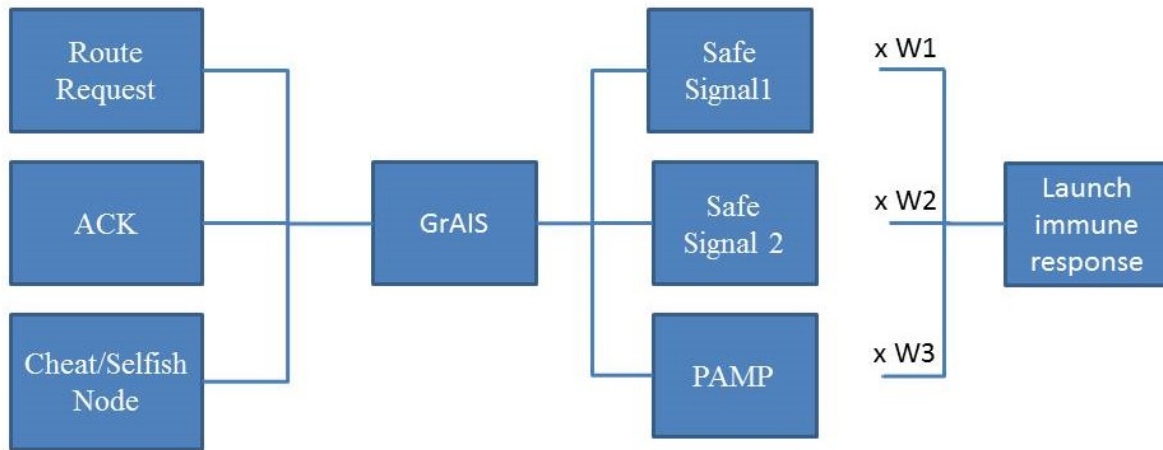 Route
Request
ACK
Cheat/Selfish
Node
GrAIS
Safe
Signal1
Safe
Signal 2
PAMP
x W1
x W2
x W3
Launch
immune
response